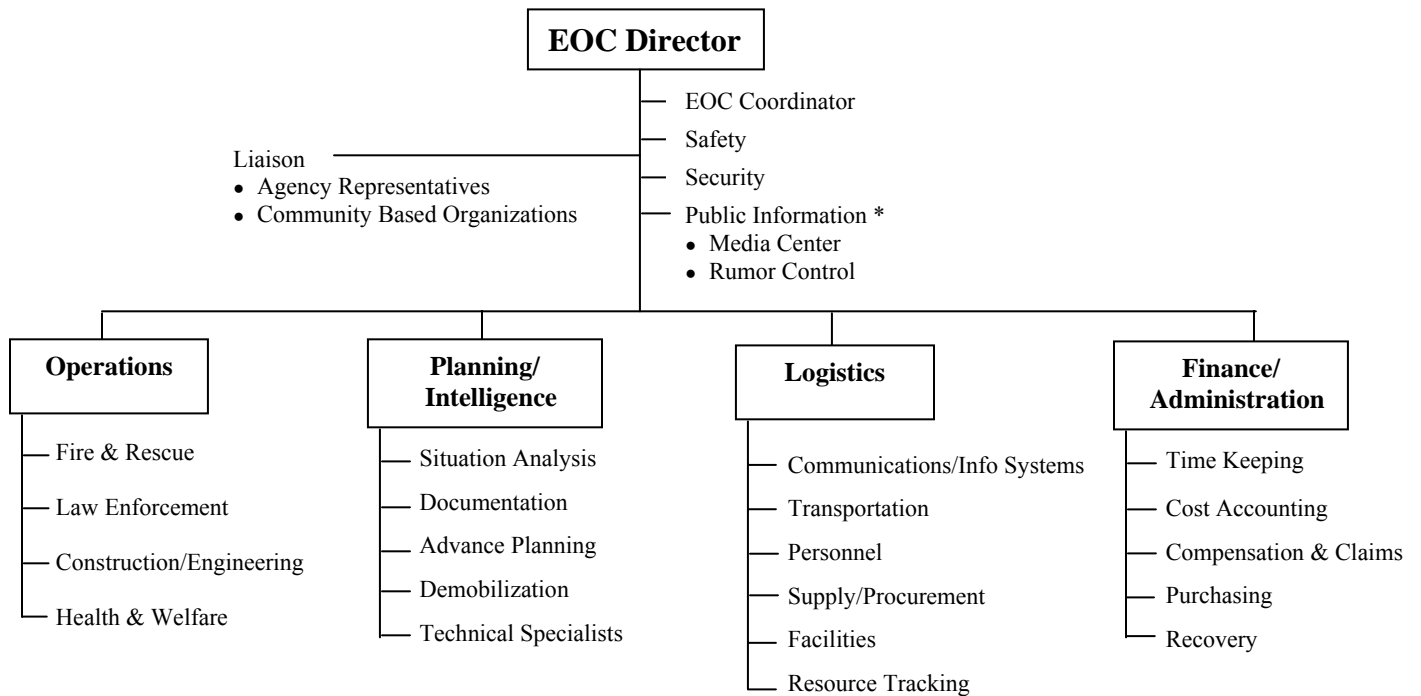 EOC Director
EOC Coordinator
Safety
Security
Public Information *
● Media Center
● Rumor Control
Liaison
● Agency Representatives
● Community Based Organizations
Operations
Fire & Rescue
Law Enforcement
Construction/Engineering
Health & Welfare
Planning/
Intelligence
Situation Analysis
Documentation
Advance Planning
Demobilization
Technical Specialists
Logistics
Communications/Info Systems
Transportation
Personnel
Supply/Procurement
Facilities
Resource Tracking
Finance/
Administration
Time Keeping
Cost Accounting
Compensation & Claims
Purchasing
Recovery